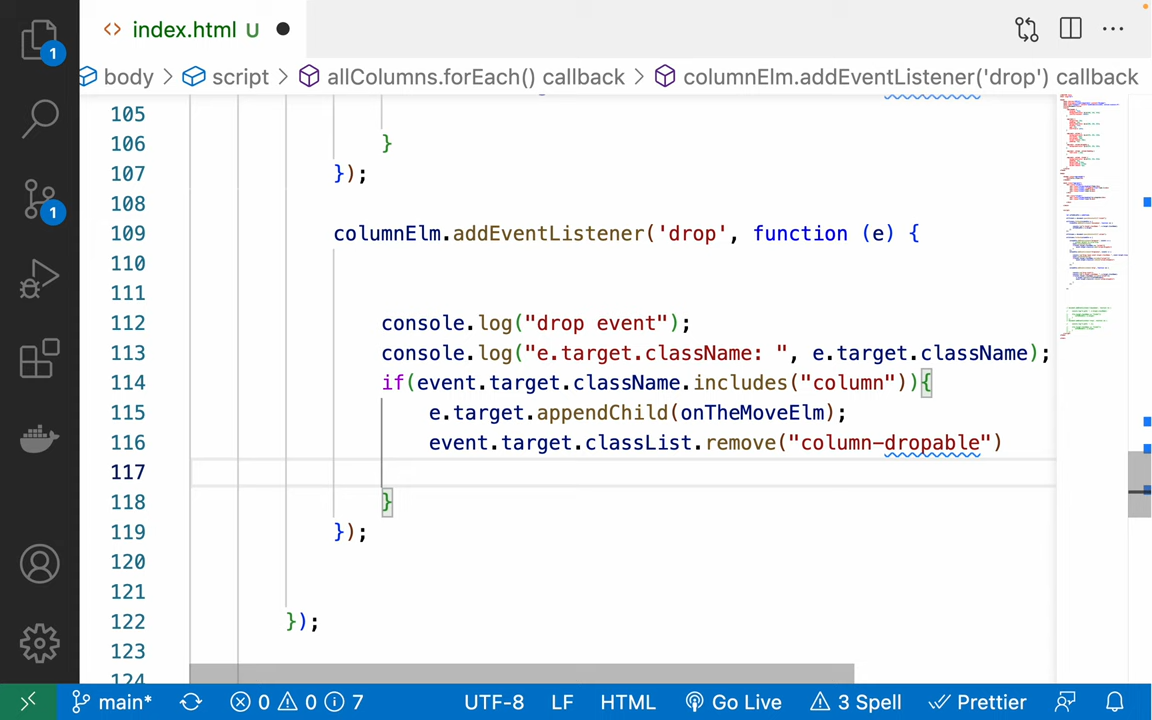 index.html U
body > script > allColumns.forEach() callback > columnElm.addEventListener('drop') callback
105
106 }
107 });
108
109 columnElm.addEventListener('drop', function (e) {
110
111
112 console.log("drop event");
113 console.log("e.target.className: ", e.target.className);
114 if(event.target.className.includes("column")){
115 e.target.appendChild(onTheMoveElm);
116 event.target.classList.remove("column-dropable")
117
118 }
119 });
120
121
122 });
123
124
1
1
main* 0 0 7 UTF-8 LF HTML Go Live 3 Spell Prettier